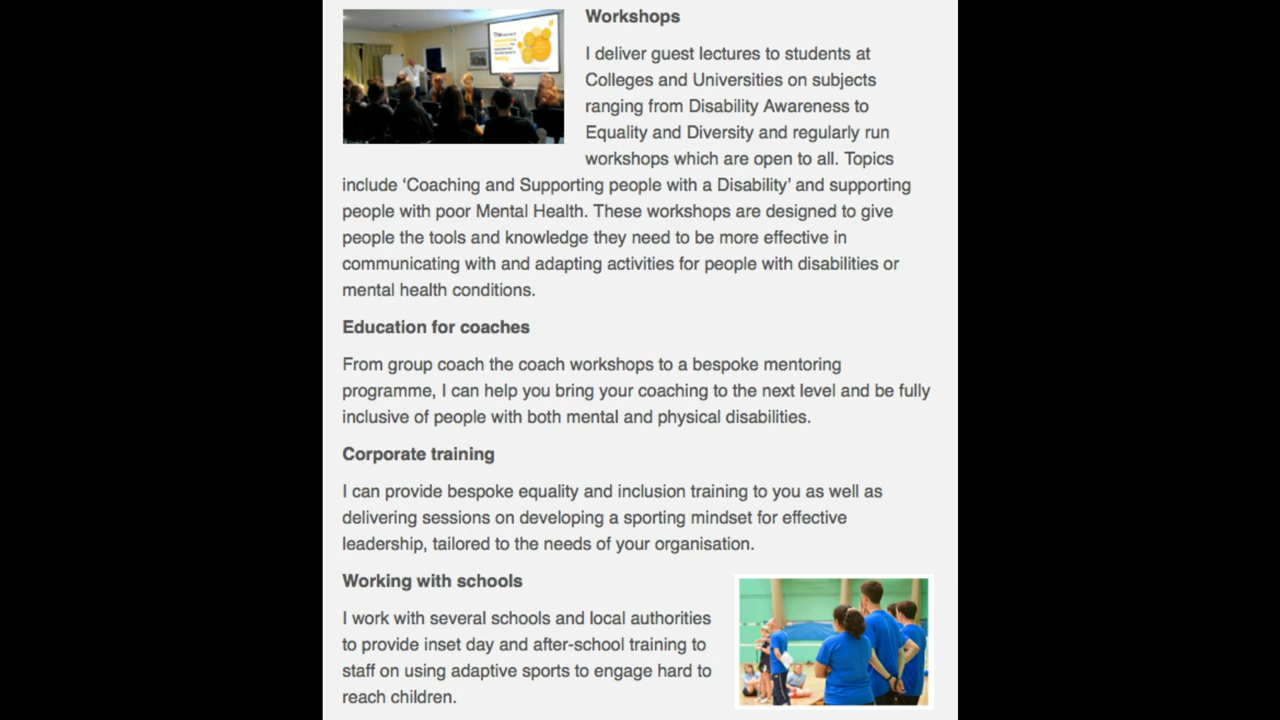 Workshops
I deliver guest lectures to students at
Colleges and Universities on subjects
ranging from Disability Awareness to
Equality and Diversity and regularly run
workshops which are open to all. Topics
include ‘Coaching and Supporting people with a Disability’ and supporting
people with poor Mental Health. These workshops are designed to give
people the tools and knowledge they need to be more effective in
communicating with and adapting activities for people with disabilities or
mental health conditions.
Education for coaches
From group coach the coach workshops to a bespoke mentoring
programme, I can help you bring your coaching to the next level and be fully
inclusive of people with both mental and physical disabilities.
Corporate training
I can provide bespoke equality and inclusion training to you as well as
delivering sessions on developing a sporting mindset for effective
leadership, tailored to the needs of your organisation.
Working with schools
I work with several schools and local authorities
to provide inset day and after-school training to
staff on using adaptive sports to engage hard to
reach children.